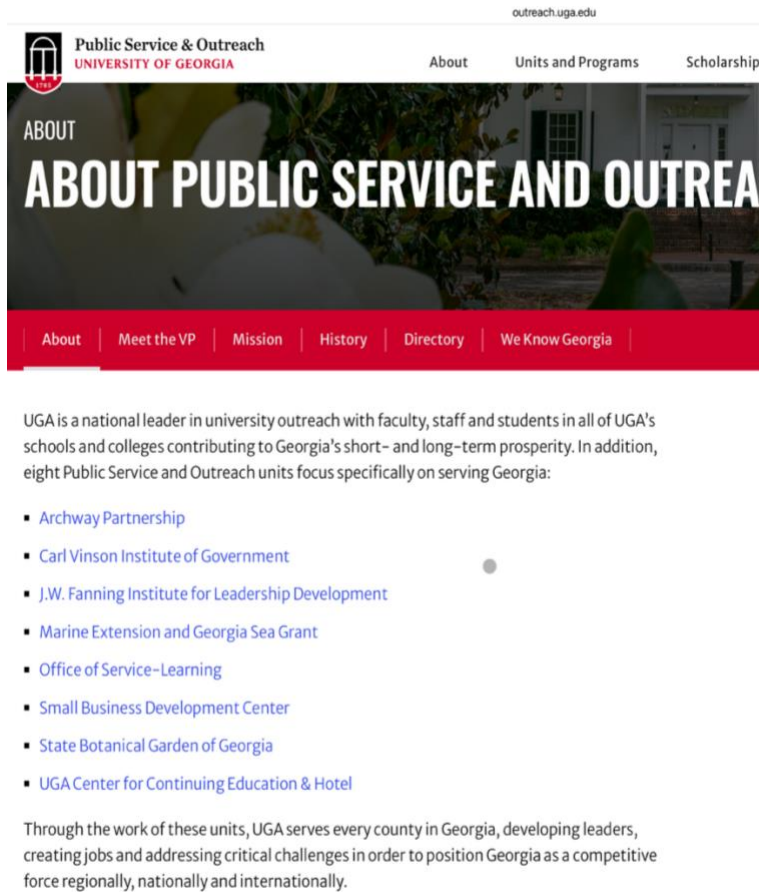 outreach.uga.edu
Public Service & Outreach
UNIVERSITY OF GEORGIA
1785
About Units and Programs Scholarship
ABOUT
ABOUT PUBLIC SERVICE AND OUTREA
About Meet the VP Mission History Directory We Know Georgia
UGA is a national leader in university outreach with faculty, staff and students in all of UGA's
schools and colleges contributing to Georgia's short- and long-term prosperity. In addition,
eight Public Service and Outreach units focus specifically on serving Georgia:
▪ Archway Partnership
▪ Carl Vinson Institute of Government
▪ J.W. Fanning Institute for Leadership Development
▪ Marine Extension and Georgia Sea Grant
▪ Office of Service-Learning
▪ Small Business Development Center
▪ State Botanical Garden of Georgia
▪ UGA Center for Continuing Education & Hotel
Through the work of these units, UGA serves every county in Georgia, developing leaders,
creating jobs and addressing critical challenges in order to position Georgia as a competitive
force regionally, nationally and internationally.